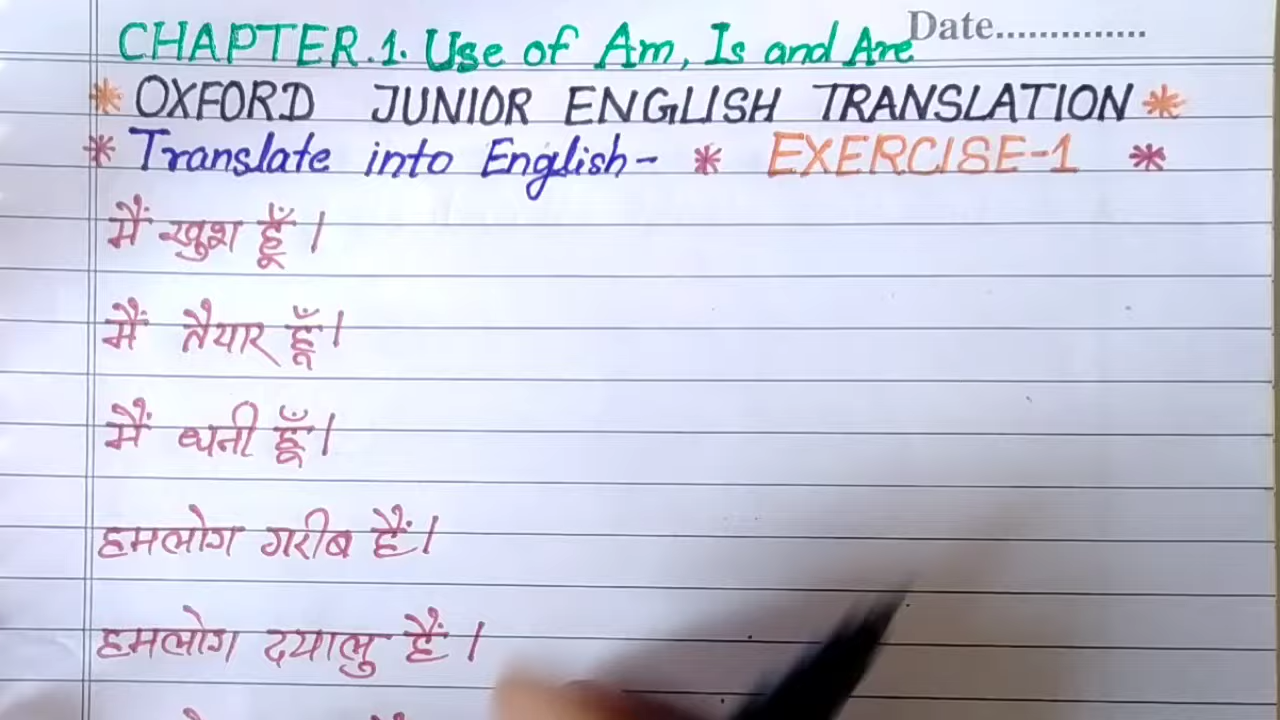 Date..............
CHAPTER.1. Use of Am, Is and Are
* OXFORD JUNIOR ENGLISH TRANSLATION *
* Translate into English- * EXERCISE-1 *
मैं खुश हूँ।
मैं तैयार हूँ।
मैं धनी हूँ।
हमलोग गरीब हैं।
हमलोग दयालु हैं।